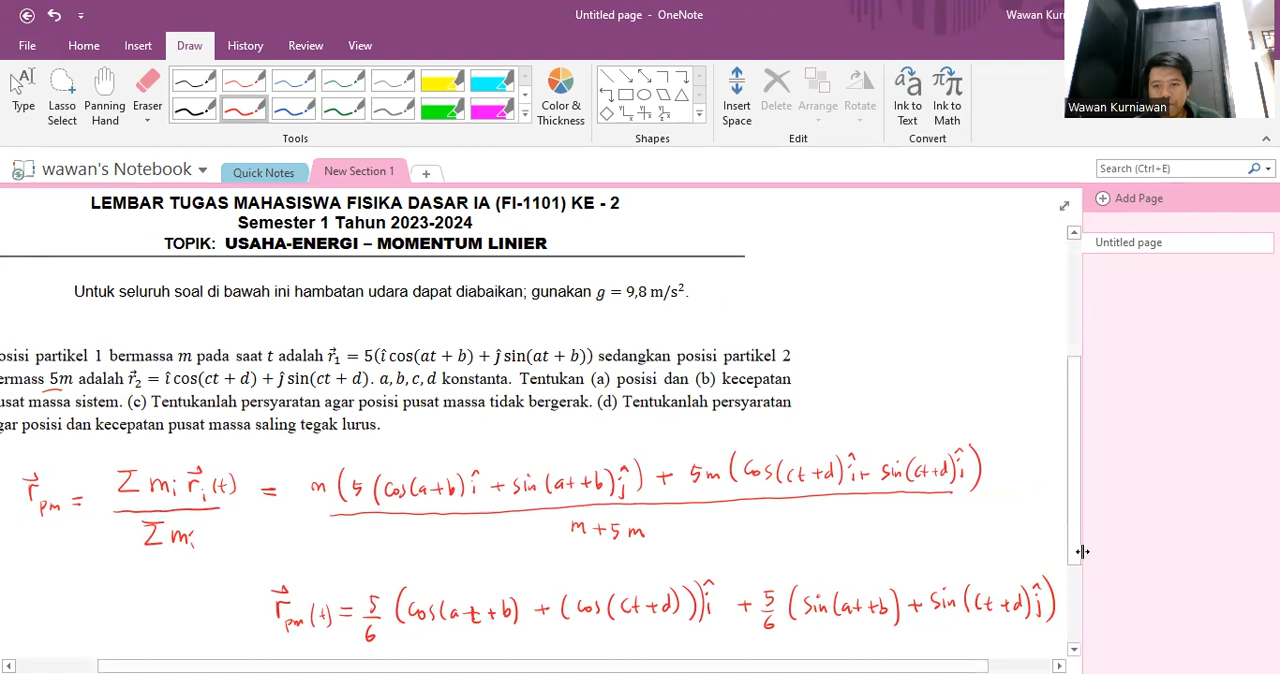 Untitled page - OneNote
Wawan Kurn
File Home Insert Draw History Review View
Type
Lasso Select
Panning Hand
Eraser
Color & Thickness
Insert Space
Delete
Arrange
Rotate
Ink to Text
Ink to Math
Tools
Shapes
Edit
Convert
Wawan Kurniawan
wawan's Notebook
Quick Notes
New Section 1
+
Search (Ctrl+E)
Add Page
Untitled page
LEMBAR TUGAS MAHASISWA FISIKA DASAR IA (FI-1101) KE - 2
Semester 1 Tahun 2023-2024
TOPIK: USAHA-ENERGI – MOMENTUM LINIER
Untuk seluruh soal di bawah ini hambatan udara dapat diabaikan; gunakan g = 9,8 m/s².
osisi partikel 1 bermassa m pada saat t adalah r⃗₁ = 5(î cos(at + b) + ĵ sin(at + b)) sedangkan posisi partikel 2
ermass 5m adalah r⃗₂ = î cos(ct + d) + ĵ sin(ct + d). a, b, c, d konstanta. Tentukan (a) posisi dan (b) kecepatan
usat massa sistem. (c) Tentukanlah persyaratan agar posisi pusat massa tidak bergerak. (d) Tentukanlah persyaratan
gar posisi dan kecepatan pusat massa saling tegak lurus.
r⃗pm = Σ mᵢ r⃗ᵢ(t) / Σ mᵢ = m(5(cos(a+b)î + sin(at+b)ĵ) + 5m(cos(ct+d)î + sin(ct+d)î) / m+5m
r⃗pm(t) = 5/6 (cos(at+b) + (cos(ct+d)))î + 5/6 (sin(at+b) + sin(ct+d)ĵ)